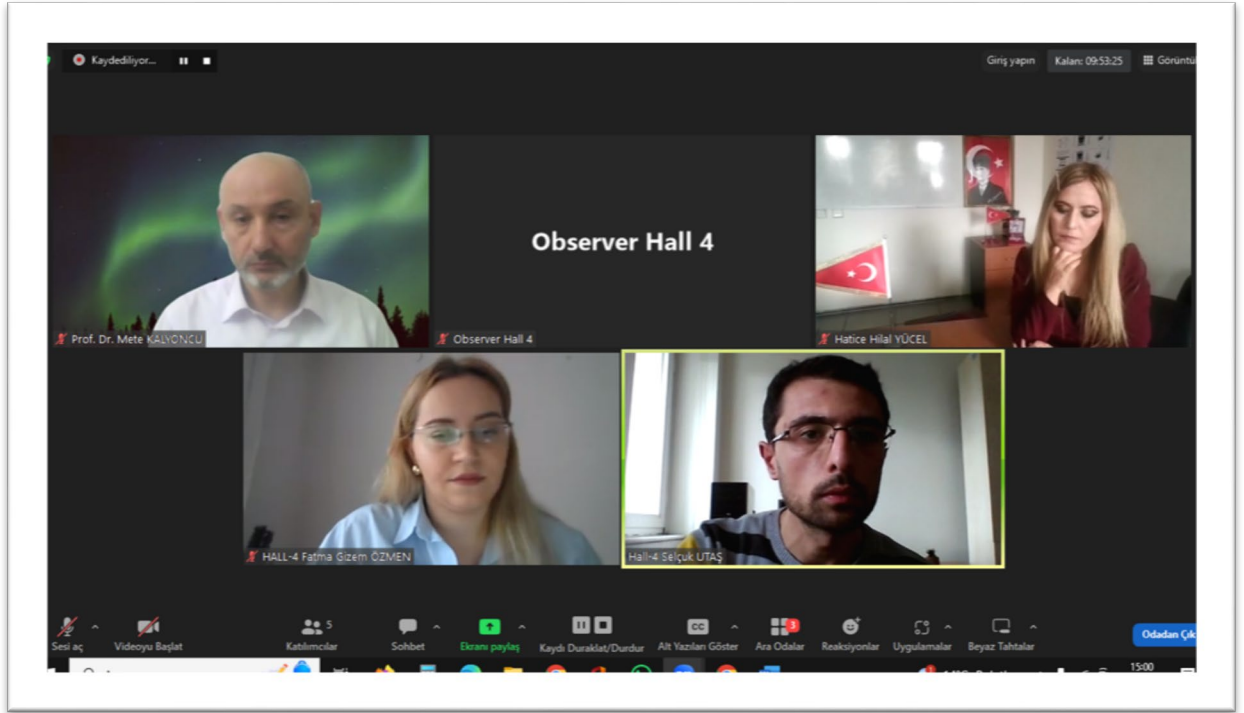 Kaydediliyor...
Giriş yapın
Kalan: 09:53:25
Görüntü
Observer Hall 4
Prof. Dr. Mete KALYONCU
Observer Hall 4
Hatice Hilal YÜCEL
HALL-4 Fatma Gizem ÖZMEN
Hall-4 Selçuk UTAŞ
5
CC
3
Sesi aç
Videoyu Başlat
Katılımcılar
Sohbet
Ekranı paylaş
Kaydı Duraklat/Durdur
Alt Yazıları Göster
Ara Odalar
Reaksiyonlar
Uygulamalar
Beyaz Tahtalar
Odadan Çık
15:00